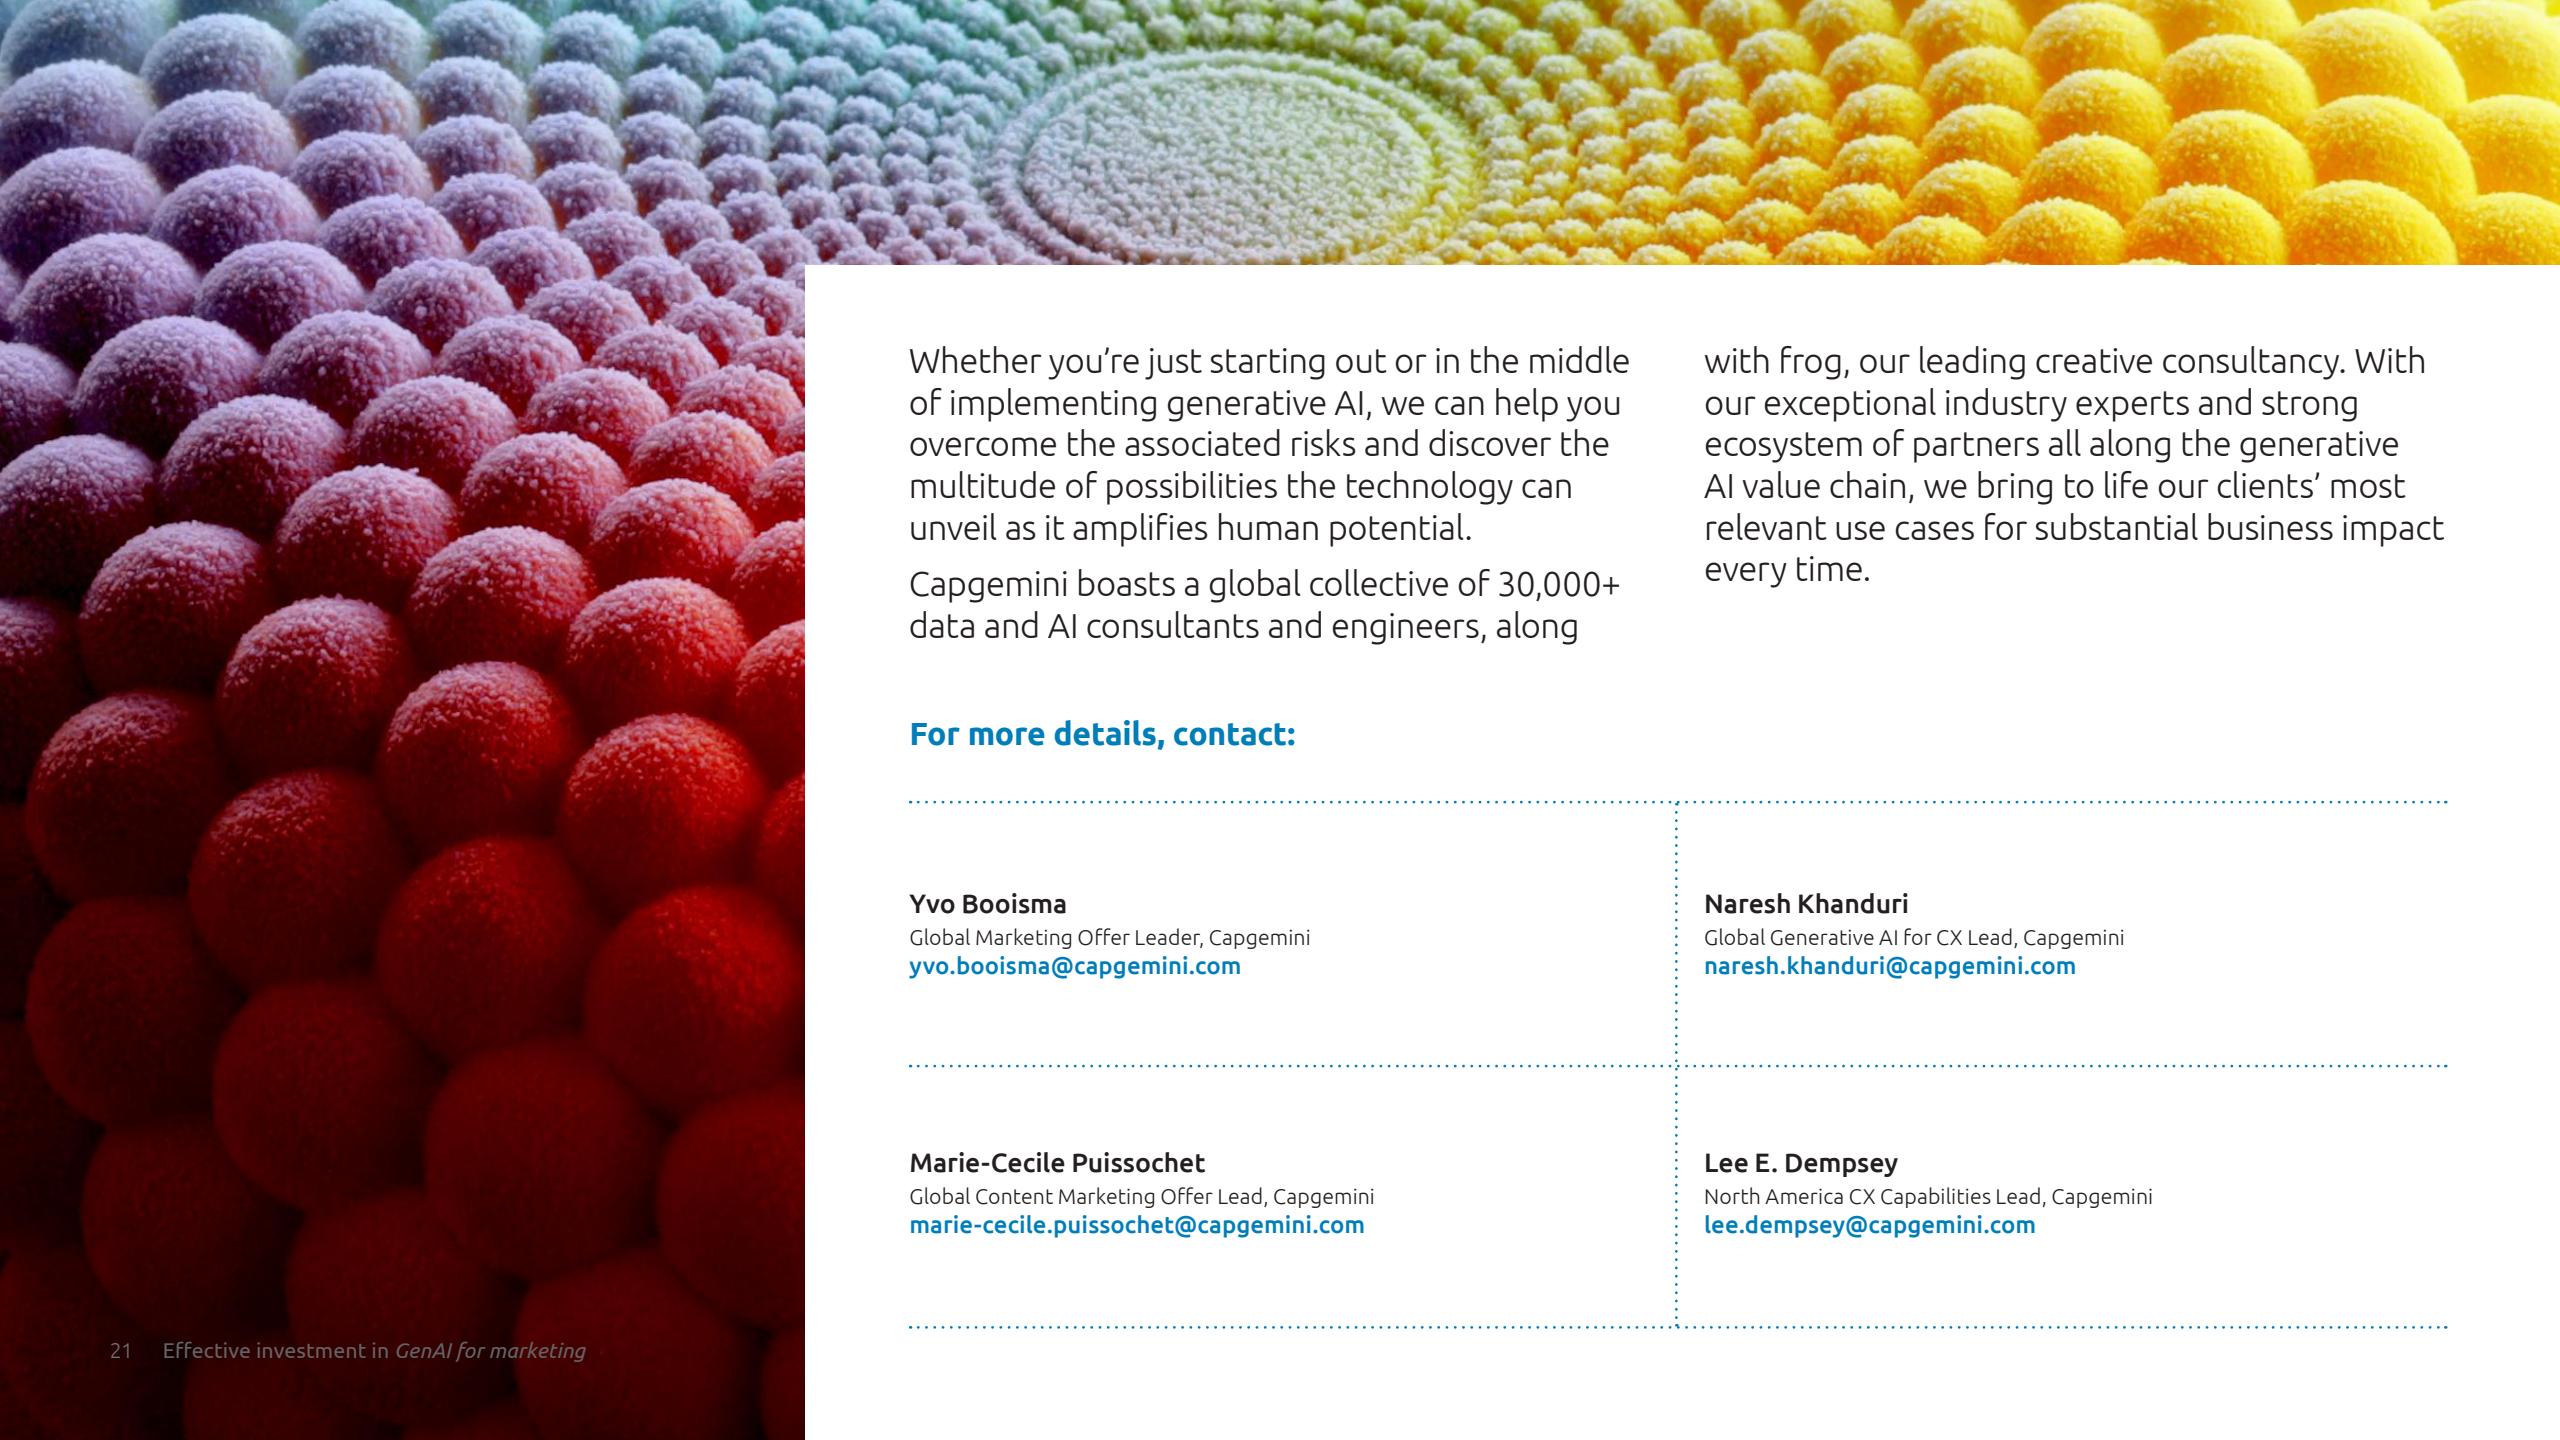 Whether you’re just starting out or in the middle
of implementing generative AI, we can help you
overcome the associated risks and discover the
multitude of possibilities the technology can
unveil as it amplifies human potential.
Capgemini boasts a global collective of 30,000+
data and AI consultants and engineers, along
with frog, our leading creative consultancy. With
our exceptional industry experts and strong
ecosystem of partners all along the generative
AI value chain, we bring to life our clients’ most
relevant use cases for substantial business impact
every time.
For more details, contact:
Yvo Booisma
Global Marketing Offer Leader, Capgemini
yvo.booisma@capgemini.com
Naresh Khanduri
Global Generative AI for CX Lead, Capgemini
naresh.khanduri@capgemini.com
Marie-Cecile Puissochet
Global Content Marketing Offer Lead, Capgemini
marie-cecile.puissochet@capgemini.com
Lee E. Dempsey
North America CX Capabilities Lead, Capgemini
lee.dempsey@capgemini.com
21 Effective investment in GenAI for marketing